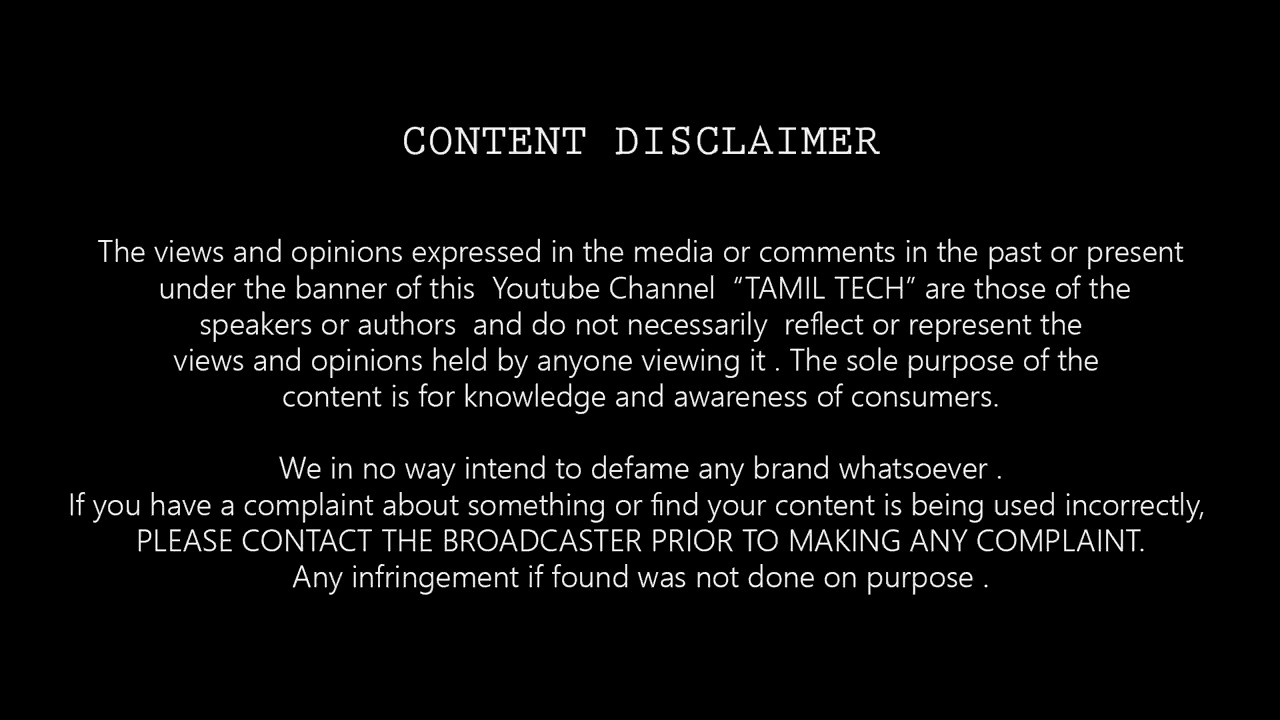 CONTENT DISCLAIMER
The views and opinions expressed in the media or comments in the past or present
under the banner of this  Youtube Channel  “TAMIL TECH” are those of the
speakers or authors  and do not necessarily  reflect or represent the
views and opinions held by anyone viewing it . The sole purpose of the
content is for knowledge and awareness of consumers.
We in no way intend to defame any brand whatsoever .
If you have a complaint about something or find your content is being used incorrectly,
PLEASE CONTACT THE BROADCASTER PRIOR TO MAKING ANY COMPLAINT.
Any infringement if found was not done on purpose .